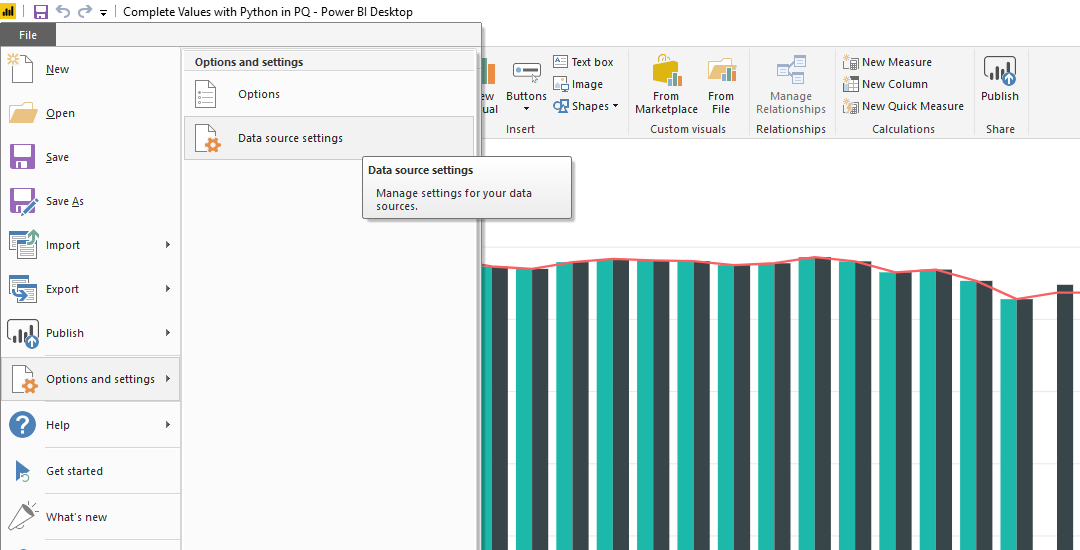 Complete Values with Python in PQ - Power BI Desktop
File
New
Open
Save
Save As
Import
Export
Publish
Options and settings
Help
Get started
What's new
Options and settings
Options
Data source settings
Data source settings
Manage settings for your data
sources.
Buttons
Text box
Image
Shapes
Insert
From
Marketplace
From
File
Custom visuals
Manage
Relationships
Relationships
New Measure
New Column
New Quick Measure
Calculations
Publish
Share